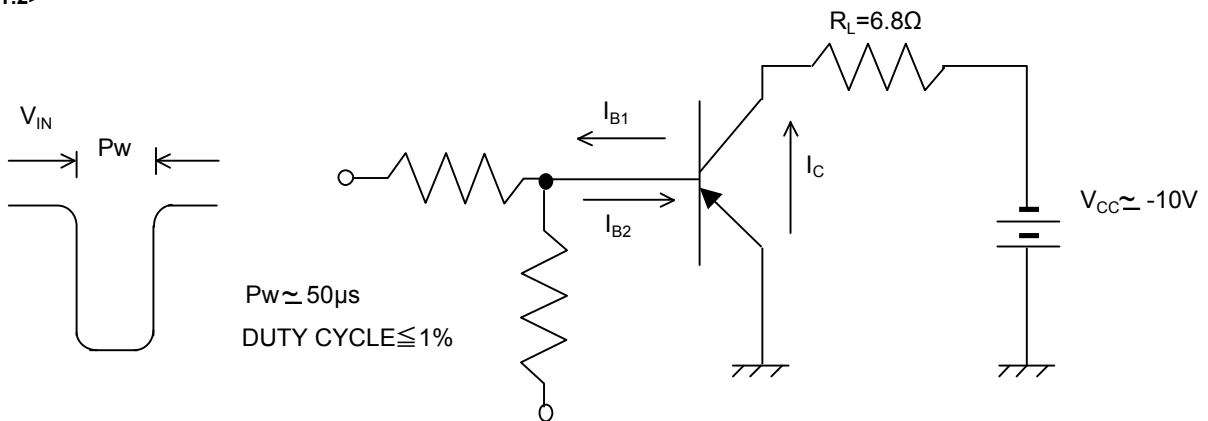 R_L=6.8Ω
V_IN
Pw
I_B1
I_C
I_B2
V_CC≃ -10V
Pw≃50μs
DUTY CYCLE≦1%